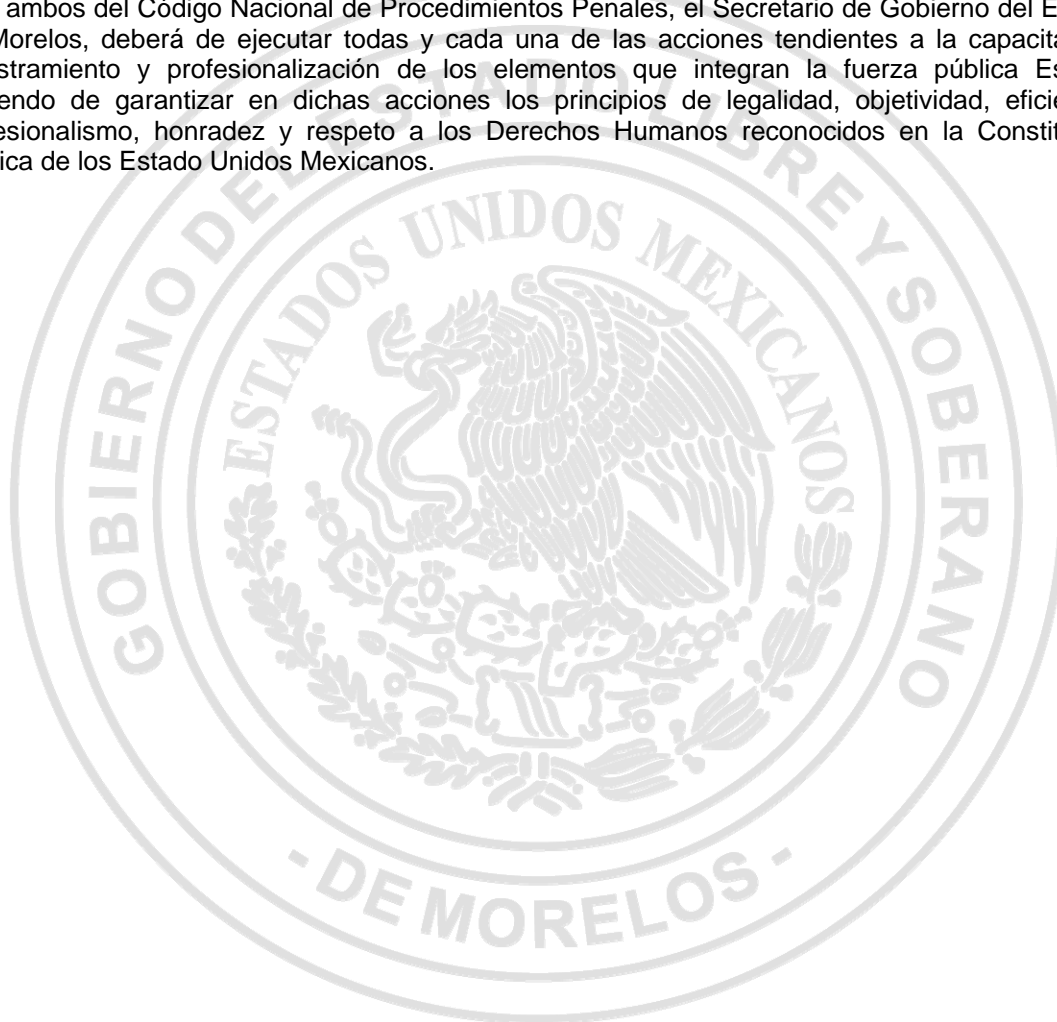 ambos del Código Nacional de Procedimientos Penales, el Secretario de Gobierno del E
Morelos, deberá de ejecutar todas y cada una de las acciones tendientes a la capacita
stramiento y profesionalización de los elementos que integran la fuerza pública Es
endo de garantizar en dichas acciones los principios de legalidad, objetividad, eficie
esionalismo, honradez y respeto a los Derechos Humanos reconocidos en la Constit
ica de los Estado Unidos Mexicanos.
GOBIERNO DEL ESTADO LIBRE Y SOBERANO
ESTADOS UNIDOS MEXICANOS
- DE MORELOS -